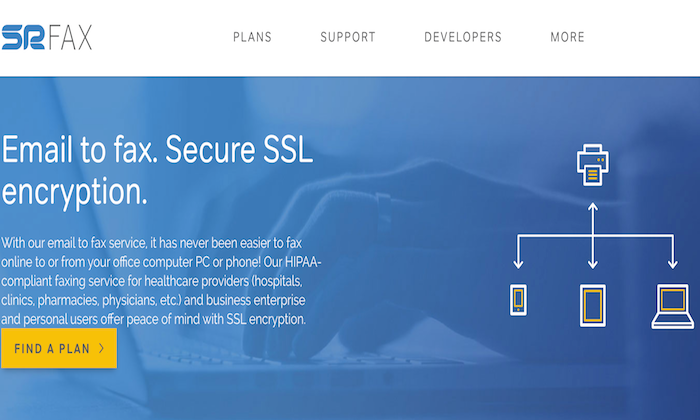 SRFAX
PLANS
SUPPORT
DEVELOPERS
MORE
Email to fax. Secure SSL
encryption.
With our email to fax service, it has never been easier to fax
online to or from your office computer PC or phone! Our HIPAA-
compliant faxing service for healthcare providers (hospitals,
clinics, pharmacies, physicians, etc.) and business enterprise
and personal users offer peace of mind with SSL encryption.
FIND A PLAN >